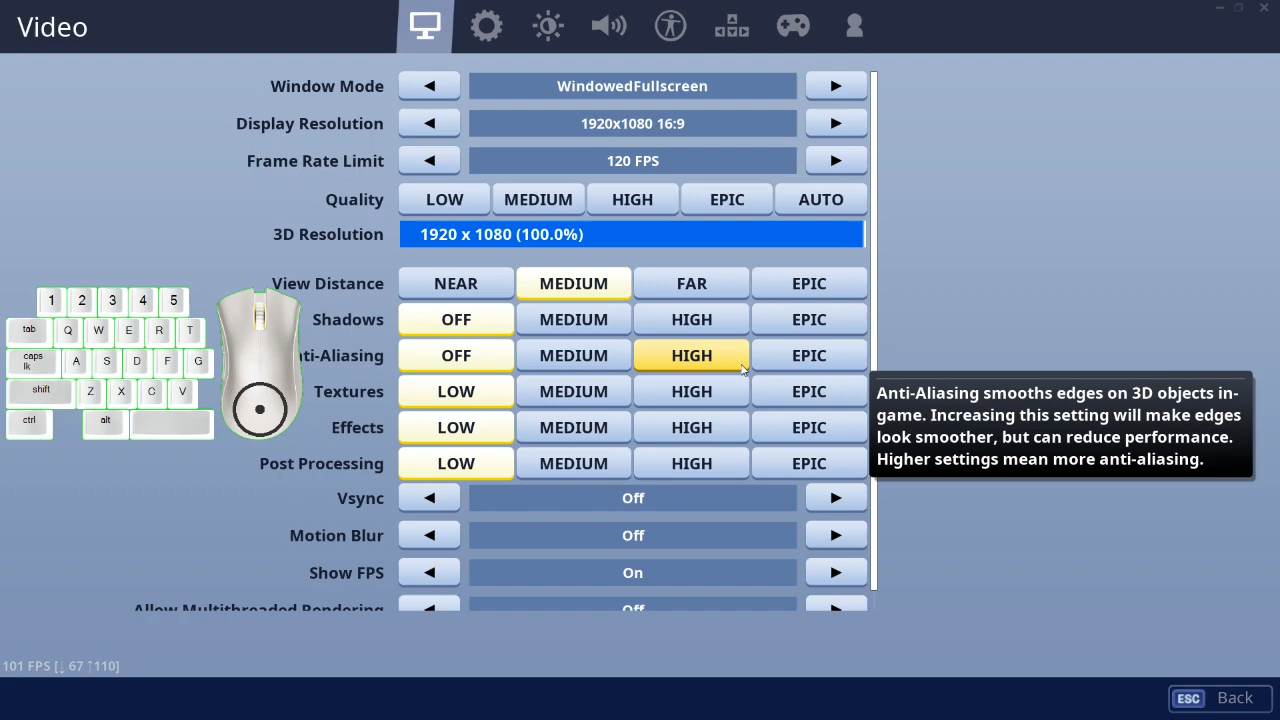 Video
Window Mode ◀ WindowedFullscreen ▶
Display Resolution ◀ 1920x1080 16:9 ▶
Frame Rate Limit ◀ 120 FPS ▶
Quality LOW MEDIUM HIGH EPIC AUTO
3D Resolution 1920 x 1080 (100.0%)
View Distance NEAR MEDIUM FAR EPIC
Shadows OFF MEDIUM HIGH EPIC
ti-Aliasing OFF MEDIUM HIGH EPIC
Textures LOW MEDIUM HIGH EPIC
Effects LOW MEDIUM HIGH EPIC
Post Processing LOW MEDIUM HIGH EPIC
Vsync ◀ Off ▶
Motion Blur ◀ Off ▶
Show FPS ◀ On ▶
Allow Multithreaded Rendering ◀ Off ▶
1 2 3 4 5
tab Q W E R T
caps
lk A S D F G
shift Z X C V
ctrl alt
Anti-Aliasing smooths edges on 3D objects in-
game. Increasing this setting will make edges
look smoother, but can reduce performance.
Higher settings mean more anti-aliasing.
101 FPS [↓ 67 ↑110]
ESC Back